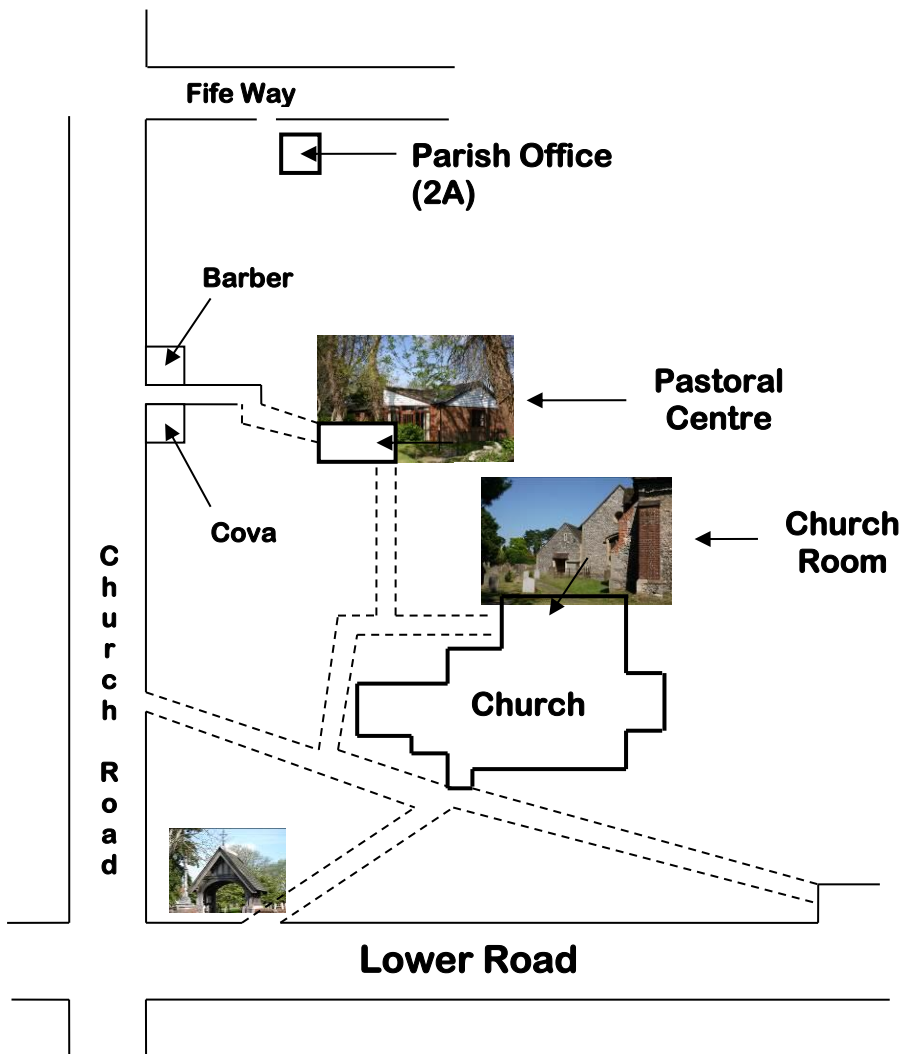 Fife Way
Parish Office
(2A)
Barber
Pastoral
Centre
Cova
Church
Room
Church Road
Church
Lower Road